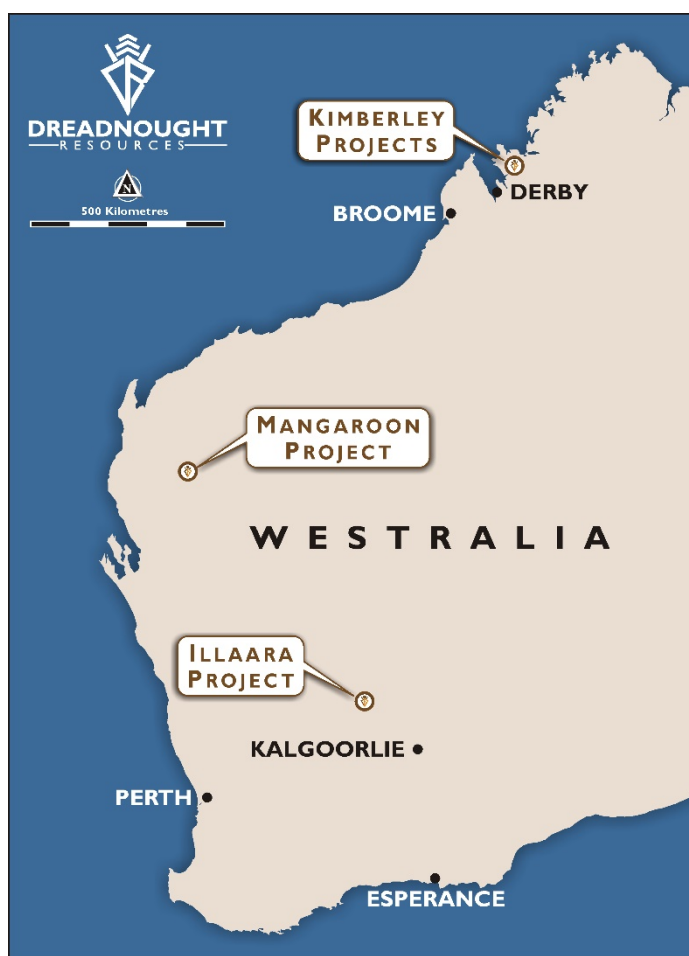 DREADNOUGHT
RESOURCES
N
500 Kilometres
KIMBERLEY
PROJECTS
DERBY
BROOME
MANGAROON
PROJECT
WESTRALIA
ILLAARA
PROJECT
KALGOORLIE
PERTH
ESPERANCE